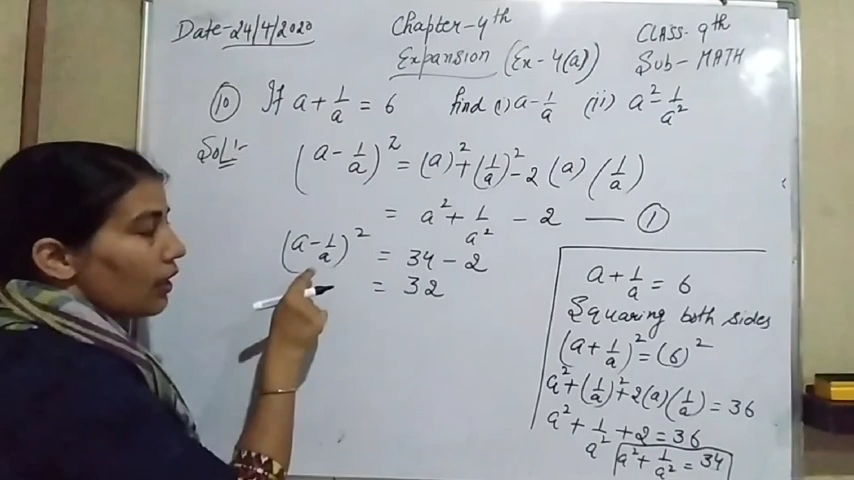 Date-24/4/2020 Chapter-4th CLASS-9th
Expansion (Ex-4(a)) Sub-MATH
(10) If a + 1/a = 6 find (i) a - 1/a (ii) a² - 1/a²
Sol:-
(a - 1/a)² = (a)² + (1/a)² - 2 (a) (1/a)
= a² + 1/a² - 2 — (1)
(a - 1/a)² = 34 - 2
= 32
a + 1/a = 6
Squaring both sides
(a + 1/a)² = (6)²
a² + (1/a)² + 2(a)(1/a) = 36
a² + 1/a² + 2 = 36
a² + 1/a² = 34